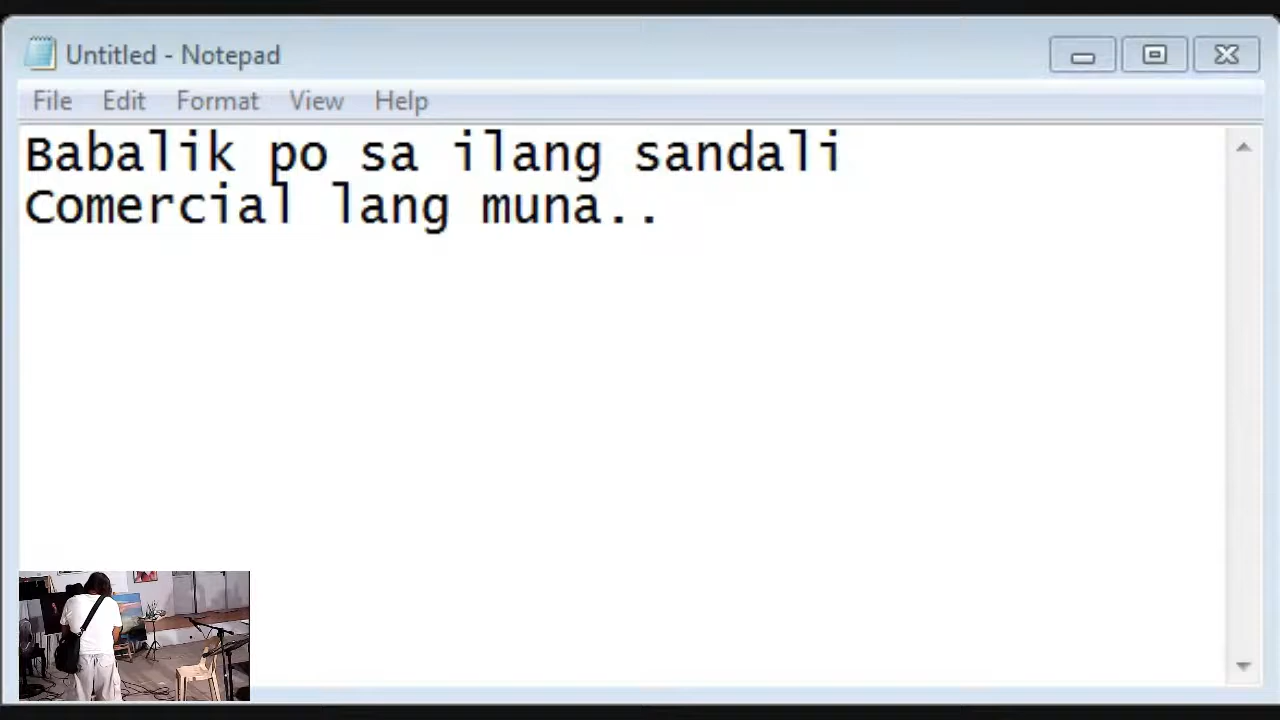 Untitled - Notepad
File Edit Format View Help
Babalik po sa ilang sandali
Comercial lang muna..